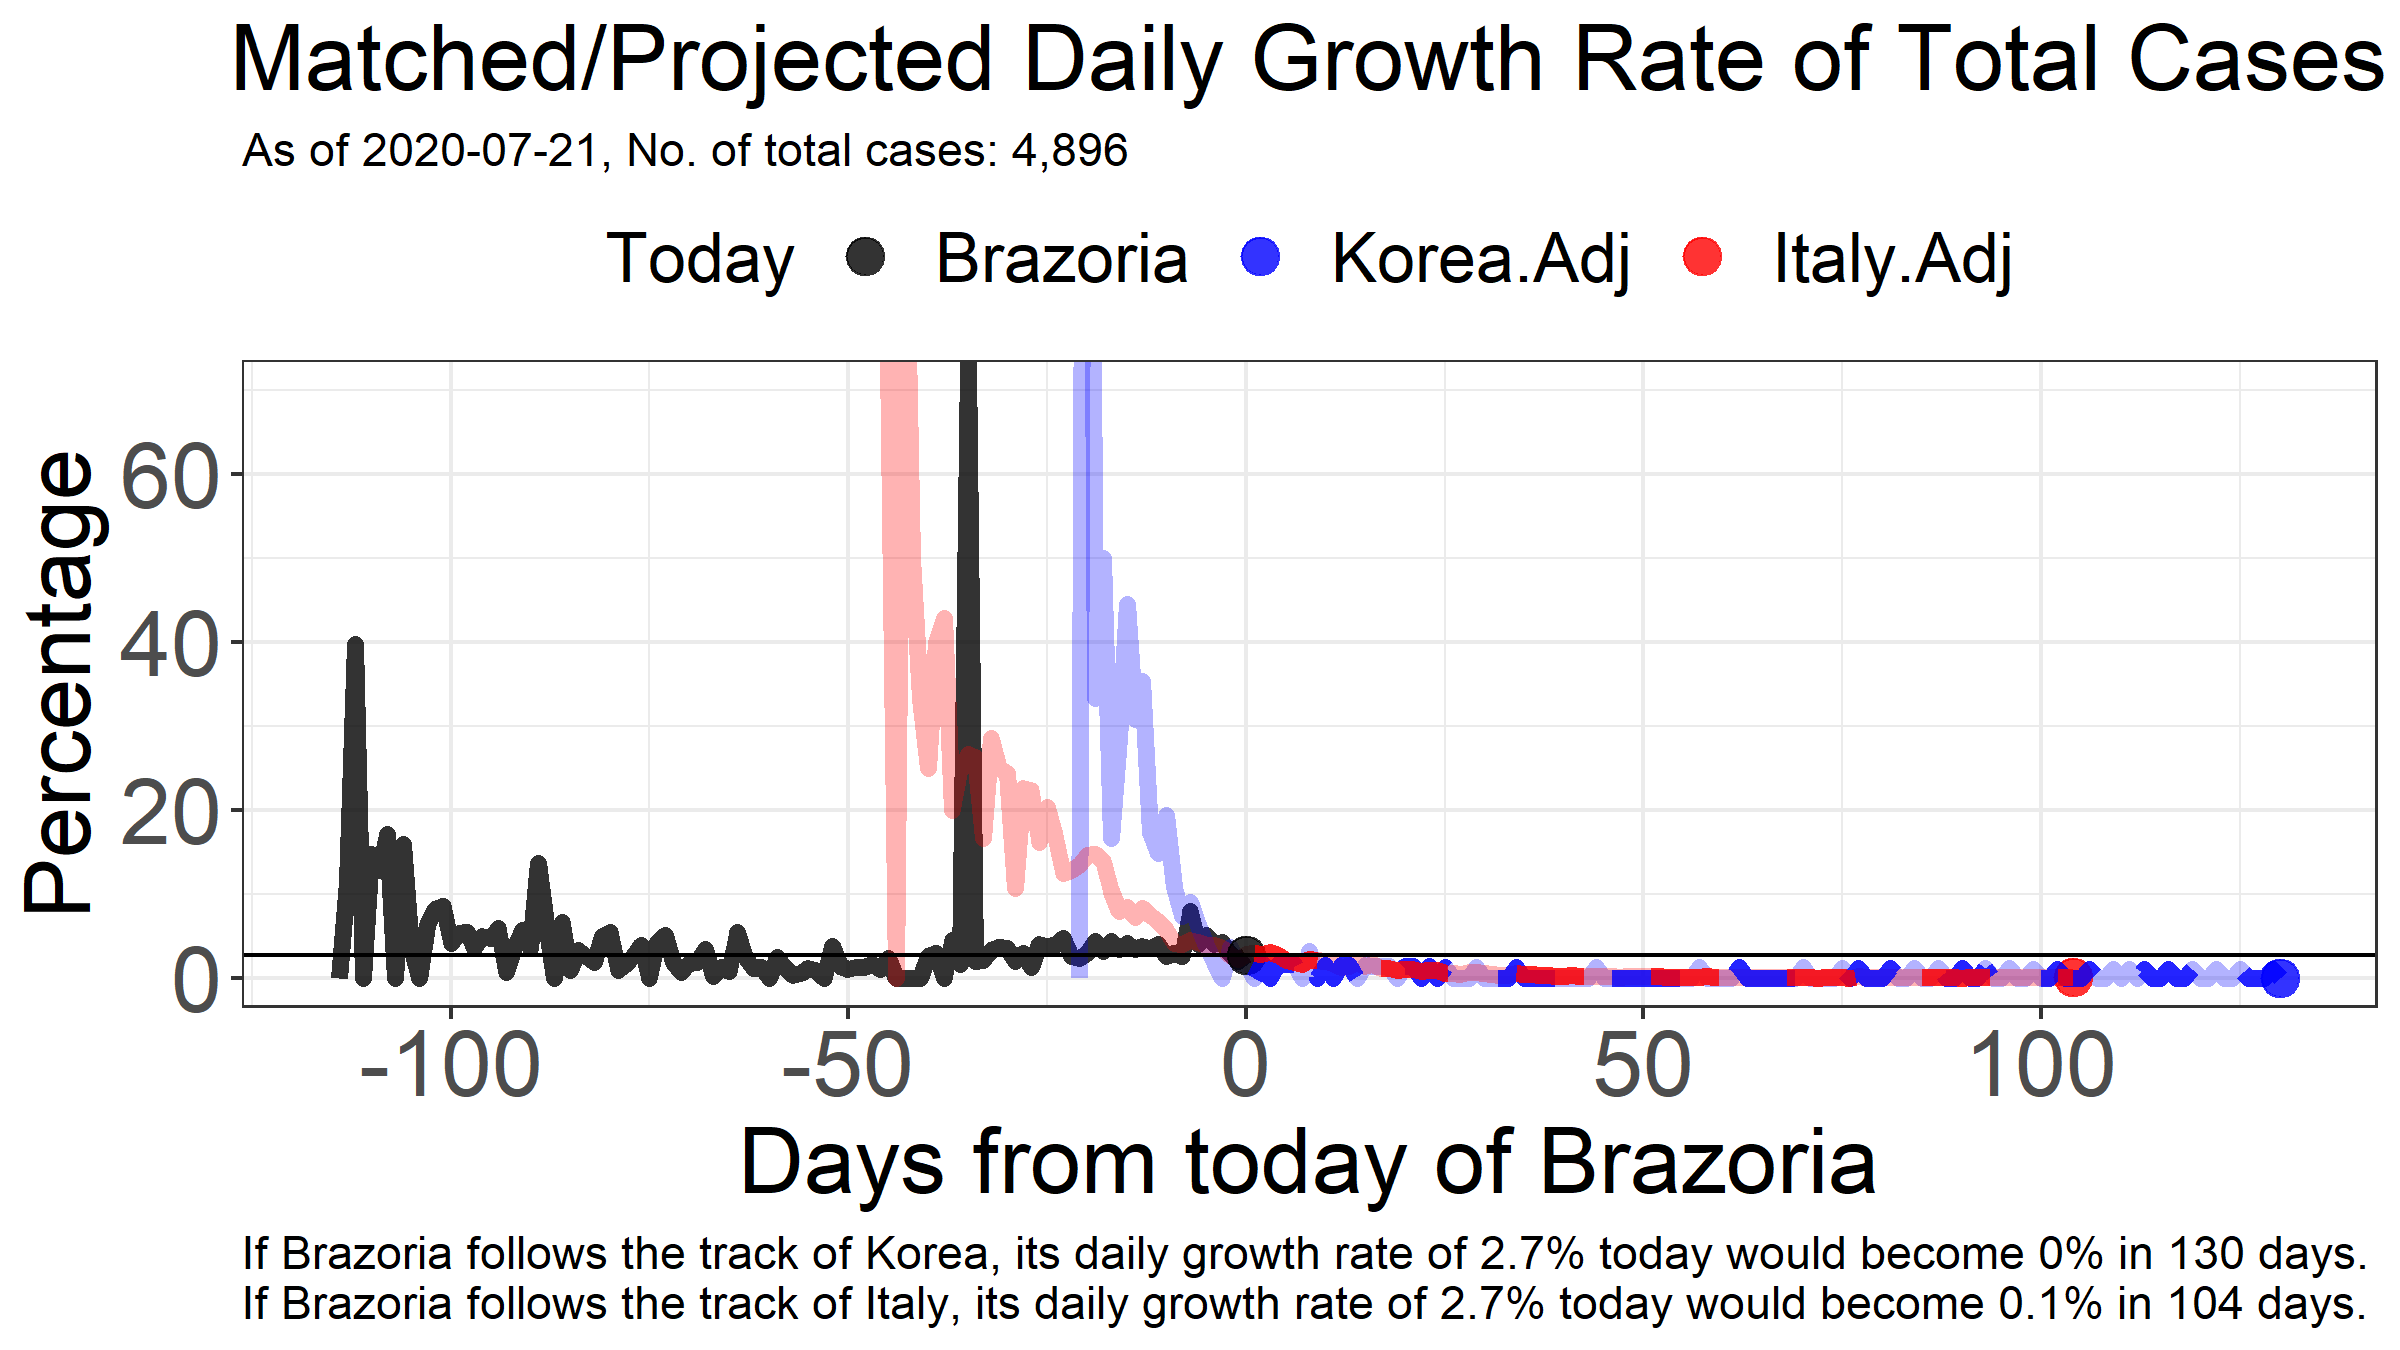 Matched/Projected Daily Growth Rate of Total Cases
As of 2020-07-21, No. of total cases: 4,896
Today Brazoria Korea.Adj Italy.Adj
Percentage
60
40
20
0
-100 -50 0 50 100
Days from today of Brazoria
If Brazoria follows the track of Korea, its daily growth rate of 2.7% today would become 0% in 130 days.
If Brazoria follows the track of Italy, its daily growth rate of 2.7% today would become 0.1% in 104 days.